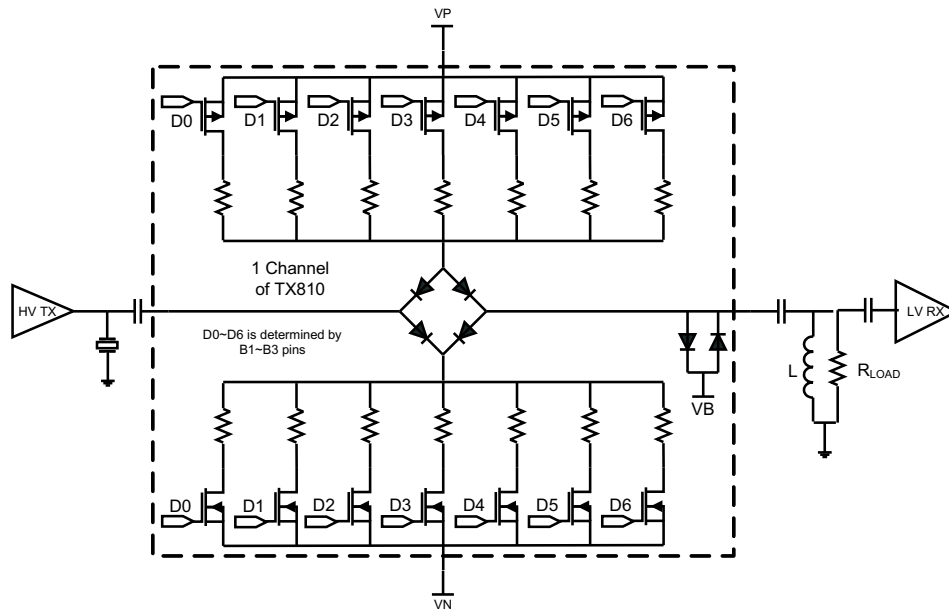 VP
D0 D1 D2 D3 D4 D5 D6
1 Channel
of TX810
HV TX
LV RX
D0~D6 is determined by
B1~B3 pins
L
RLOAD
VB
D0 D1 D2 D3 D4 D5 D6
VN